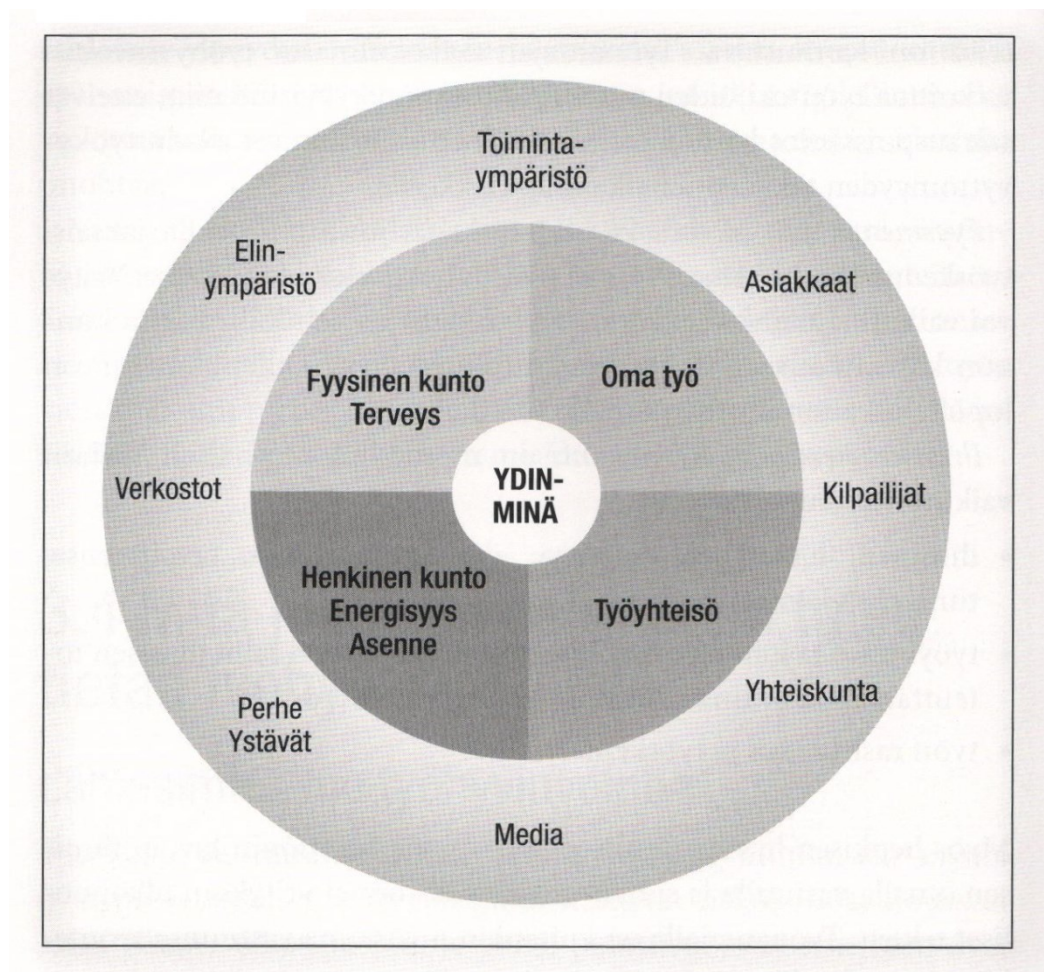 Toiminta-
ympäristö
Elin-
ympäristö
Asiakkaat
Fyysinen kunto
Terveys
Oma työ
Verkostot
YDIN-
MINÄ
Kilpailijat
Henkinen kunto
Energisyys
Asenne
Työyhteisö
Perhe
Ystävät
Yhteiskunta
Media